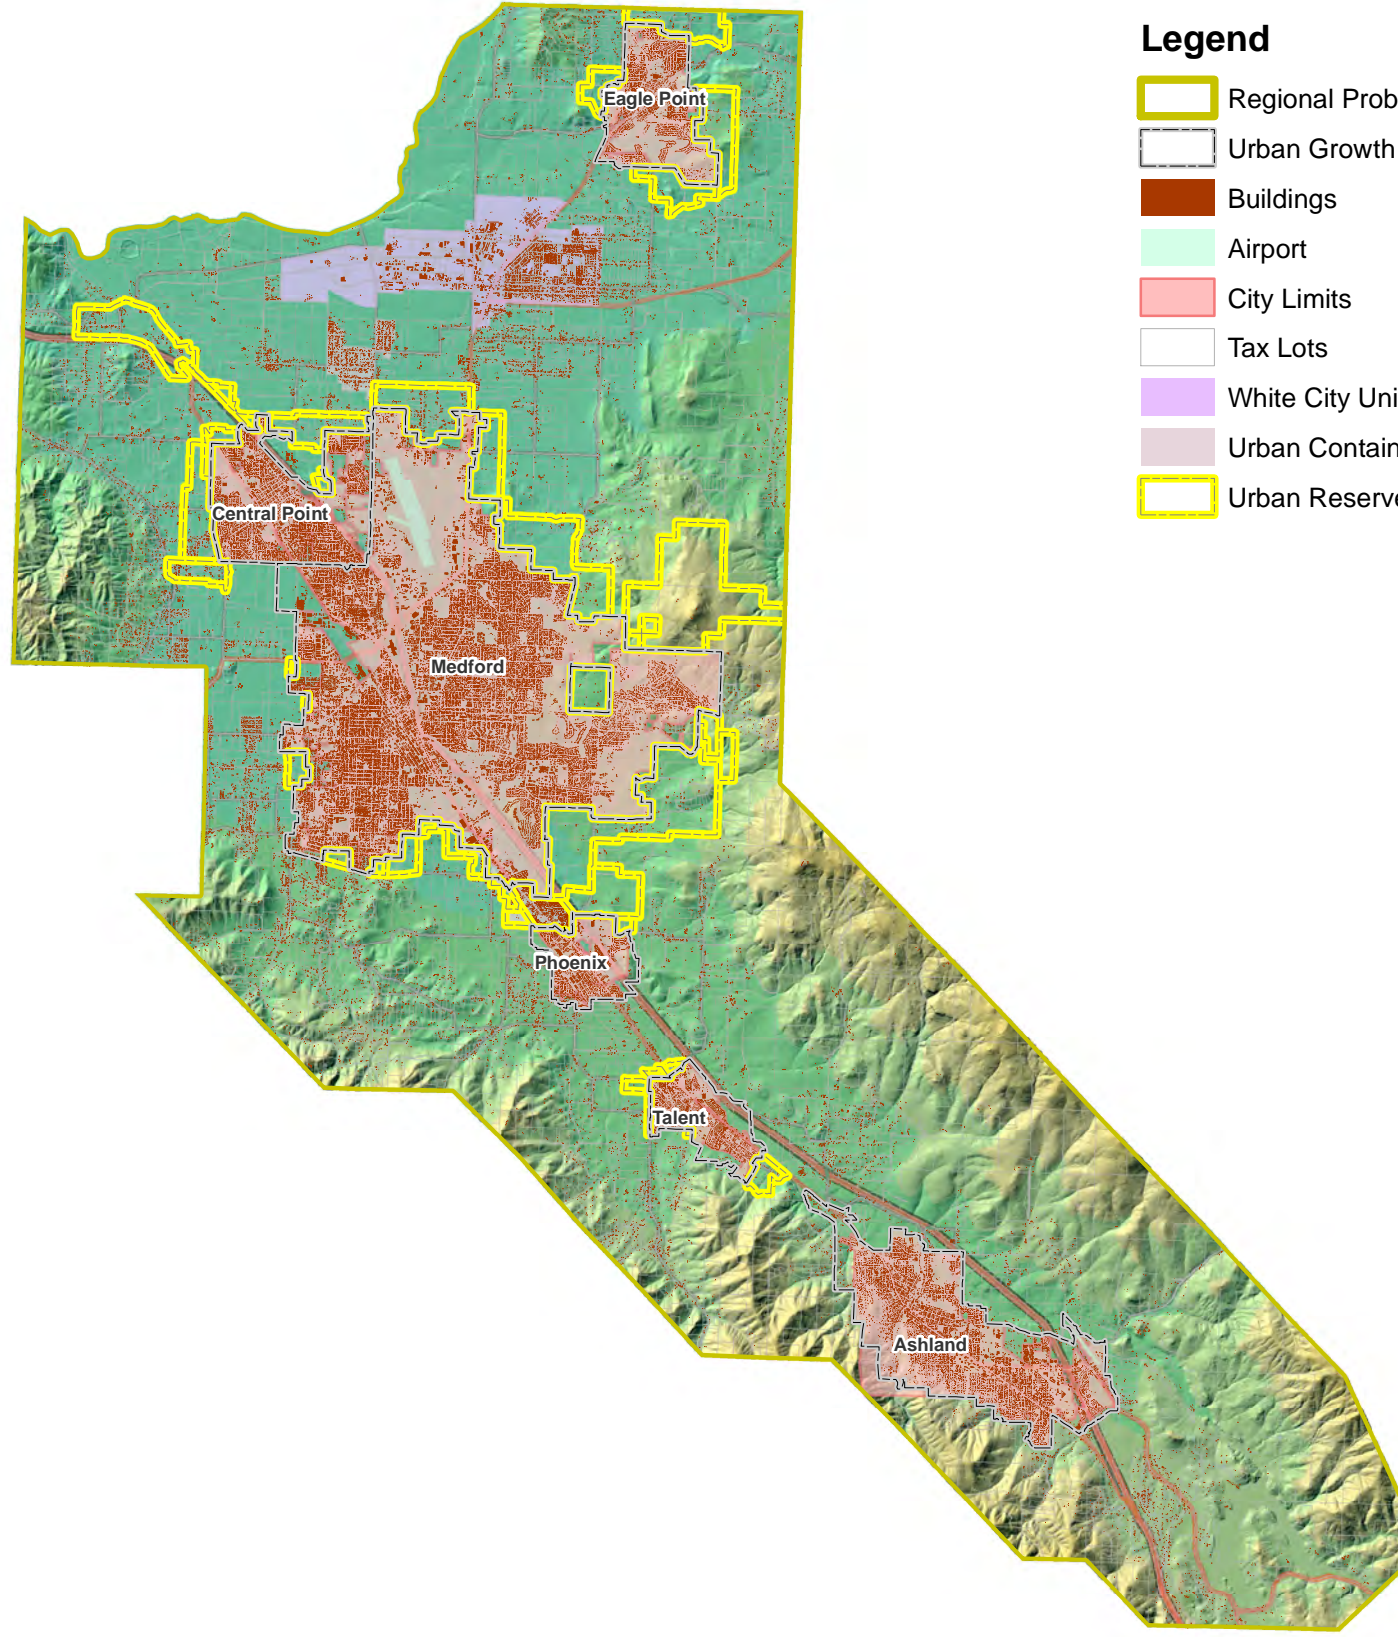 Legend
Regional Prob
Urban Growth
Buildings
Airport
City Limits
Tax Lots
White City Uni
Urban Contain
Urban Reserve
Eagle Point
Central Point
Medford
Phoenix
Talent
Ashland